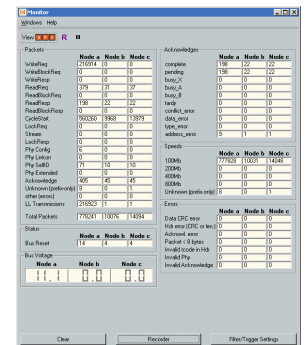 Monitor
Windows Help
View R
Packets
Node a Node b Node c
WriteReq 216914 0 0
WriteBlockReq 0 0 0
WriteResp 0 0 0
ReadReq 379 31 37
ReadBlockReq 0 0 0
ReadResp 198 22 22
ReadBlockResp 0 0 0
CycleStart 560260 9968 13979
LockReq 0 0 0
Stream 0 0 0
LockResp 0 0 0
Phy Config 6 0 0
Phy Linkon 0 0 0
Phy SelfID 71 10 10
Phy Extended 0 0 0
Acknowledge 405 45 45
Unknown (prefix-only) 8 0 1
other (errors) 0 0 0
LL Transmissions 216923 1 1
Total Packets 778241 10076 14094
Status
Node a Node b Node c
Bus Reset 14 4 4
Bus Voltage
Node a Node b Node c
11.1 0.0 0.0
Acknowledges
Node a Node b Node c
complete 198 22 22
pending 198 22 22
busy_X 0 0 0
busy_A 0 0 0
busy_B 0 0 0
tardy 0 0 0
conflict_error 0 0 0
data_error 0 0 0
type_error 0 0 0
address_error 9 1 1
Speeds
Node a Node b Node c
100Mb 777828 10031 14048
200Mb 0 0 0
400Mb 0 0 0
800Mb 0 0 0
Unknown (prefix-only) 8 0 1
Errors
Node a Node b Node c
Data CRC error 0 0 0
Hdr error (CRC or len.) 0 0 0
Acknowl. error 0 0 0
Packet < 8 bytes 0 0 0
Invalid tcode in Hdr 0 0 0
Invalid Phy 0 0 0
Invalid Acknowledge 0 0 0
Clear
Recorder
Filter/Trigger Settings